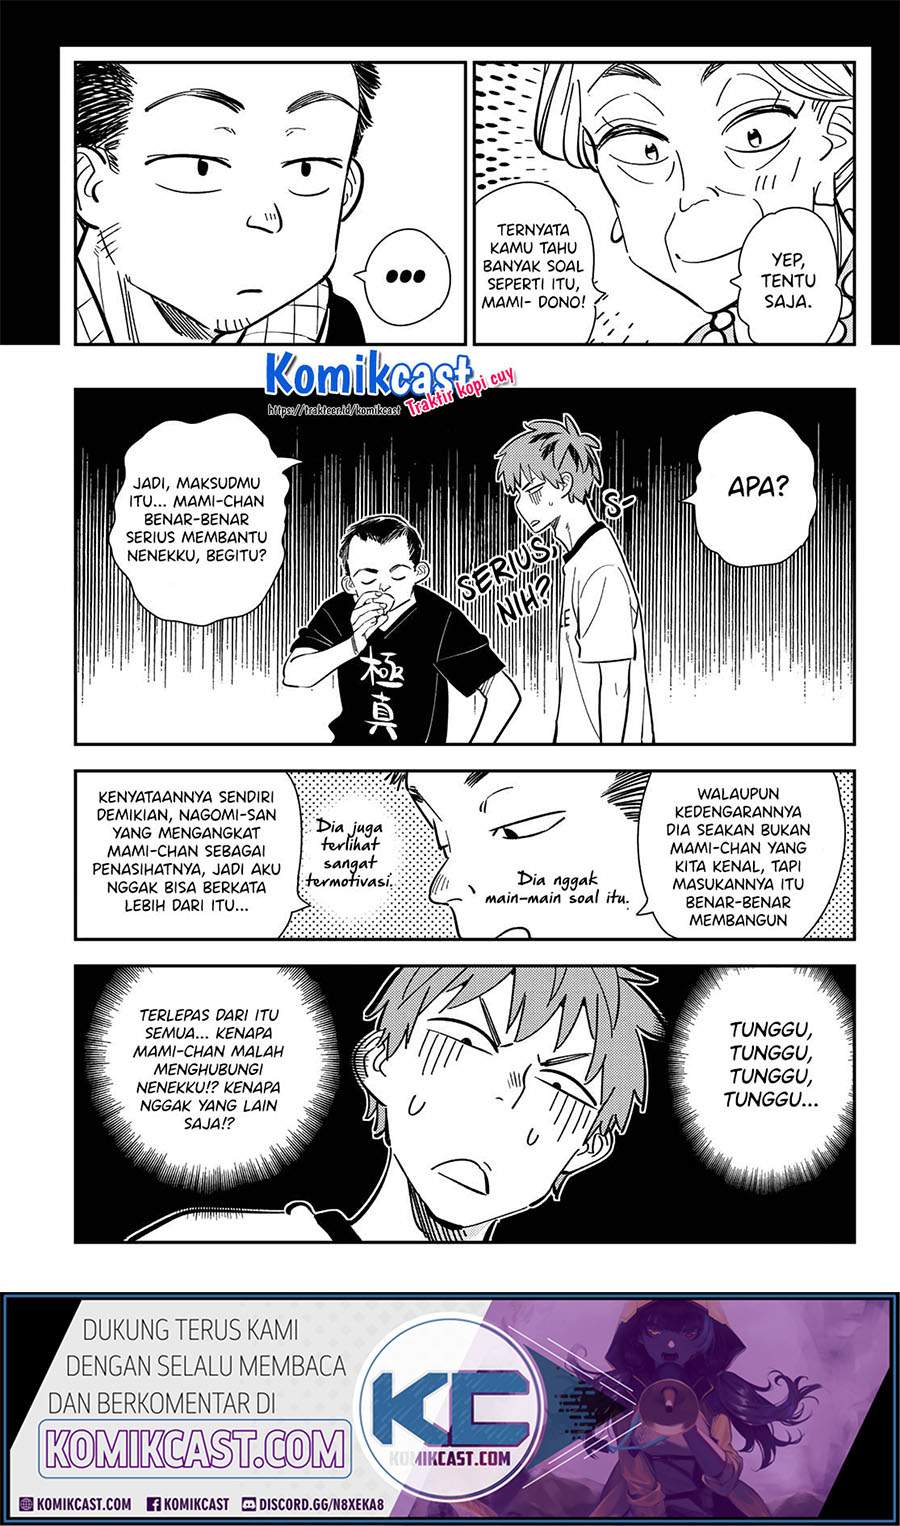 YEP,
TENTU
SAJA.
TERNYATA
KAMU TAHU
BANYAK SOAL
SEPERTI ITU,
MAMI- DONO!
...
Komikcast
https://trakteer.id/komikcast
Traktir kopi cuy
APA?
S-
SERIUS,
NIH?
JADI, MAKSUDMU
ITU... MAMI-CHAN
BENAR-BENAR
SERIUS MEMBANTU
NENEKKU, BEGITU?
極
真
WALAUPUN
KEDENGARANNYA
DIA SEAKAN BUKAN
MAMI-CHAN YANG
KITA KENAL, TAPI
MASUKANNYA ITU
BENAR-BENAR
MEMBANGUN
Dia nggak
main-main soal itu.
Dia juga
terlihat
sangat
termotivasi.
KENYATAANNYA SENDIRI
DEMIKIAN, NAGOMI-SAN
YANG MENGANGKAT
MAMI-CHAN SEBAGAI
PENASIHATNYA, JADI AKU
NGGAK BISA BERKATA
LEBIH DARI ITU...
TUNGGU,
TUNGGU,
TUNGGU,
TUNGGU...
TERLEPAS DARI ITU
SEMUA... KENAPA
MAMI-CHAN MALAH
MENGHUBUNGI
NENEKKU!? KENAPA
NGGAK YANG LAIN
SAJA!?
DUKUNG TERUS KAMI
DENGAN SELALU MEMBACA
DAN BERKOMENTAR DI
KOMIKCAST.COM
KC
KOMIKCAST.COM
KOMIKCAST.COM KOMIKCAST DISCORD.GG/N8XEKA8